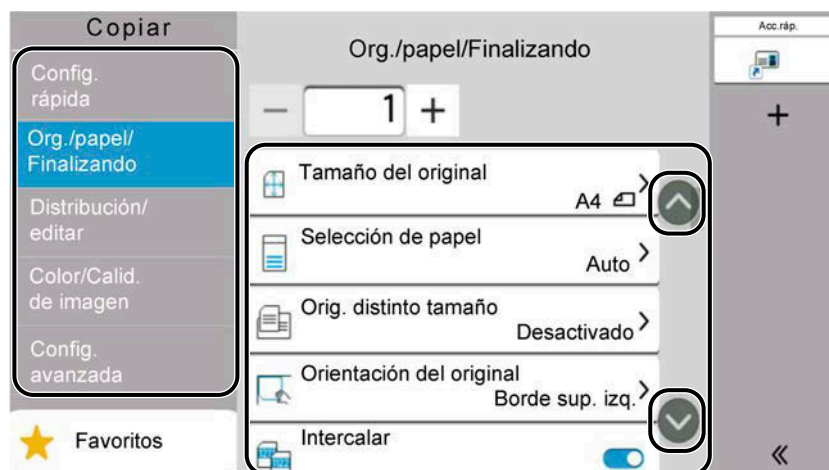 Copiar
Config.
rápida
Org./papel/
Finalizando
Distribución/
editar
Color/Calid.
de imagen
Config.
avanzada
Favoritos
Org./papel/Finalizando
− 1 +
Tamaño del original
A4
Selección de papel
Auto
Orig. distinto tamaño
Desactivado
Orientación del original
Borde sup. izq.
Intercalar
Acc.ráp.